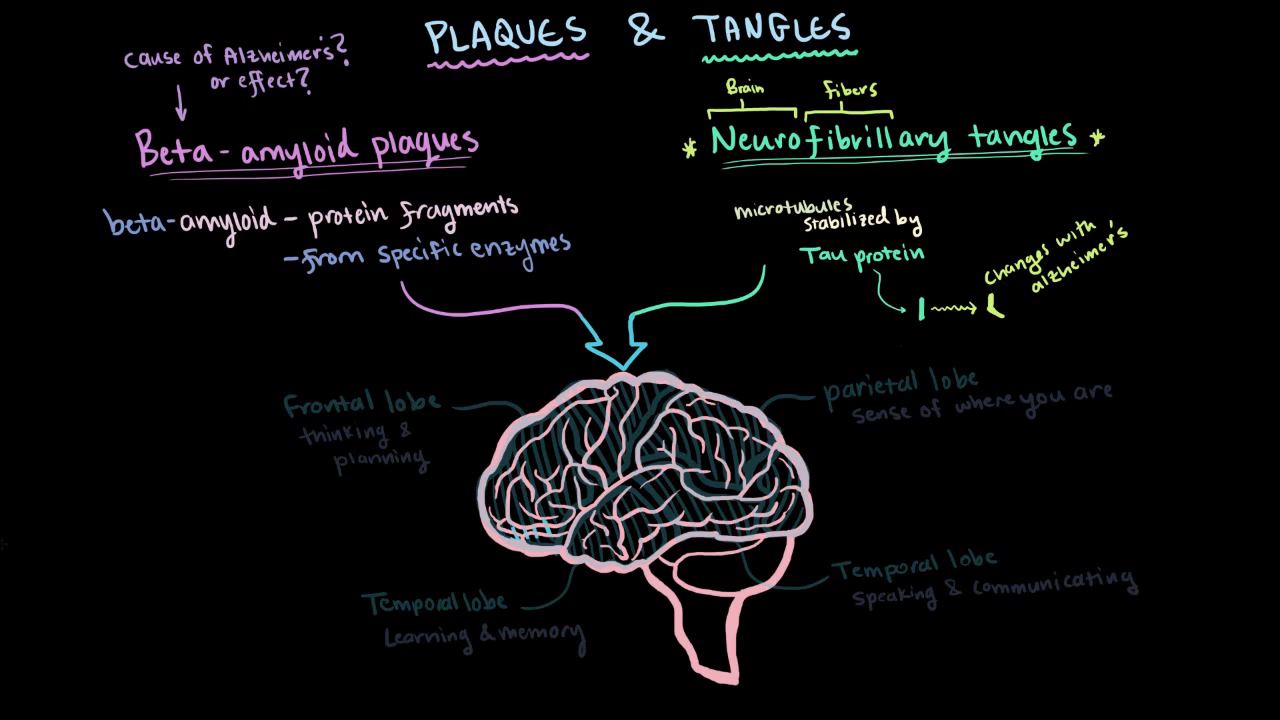 PLAQUES & TANGLES
cause of Alzheimer's?
or effect?
Beta-amyloid plaques
Brain
fibers
* Neurofibrillary tangles *
beta-amyloid - protein fragments
- from specific enzymes
microtubules
stabilized by
Tau protein
changes with
alzheimer's
Frontal lobe
thinking &
planning
parietal lobe
sense of where you are
Temporal lobe
Learning & memory
Temporal lobe
speaking & communicating